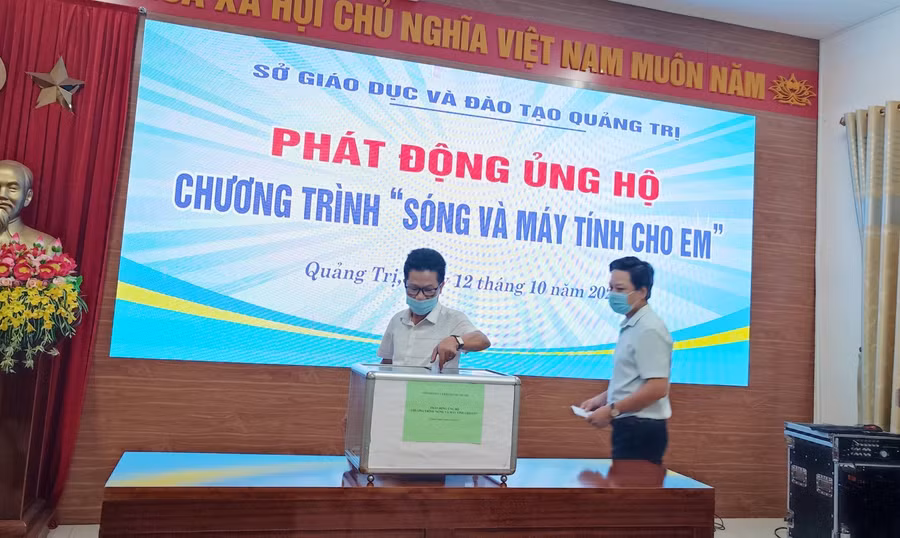 XÃ HỘI CHỦ NGHĨA VIỆT NAM MUÔN NĂM
SỞ GIÁO DỤC VÀ ĐÀO TẠO QUẢNG TRỊ
PHÁT ĐỘNG ỦNG HỘ
CHƯƠNG TRÌNH “SÓNG VÀ MÁY TÍNH CHO EM”
Quảng Trị, 12 tháng 10 năm